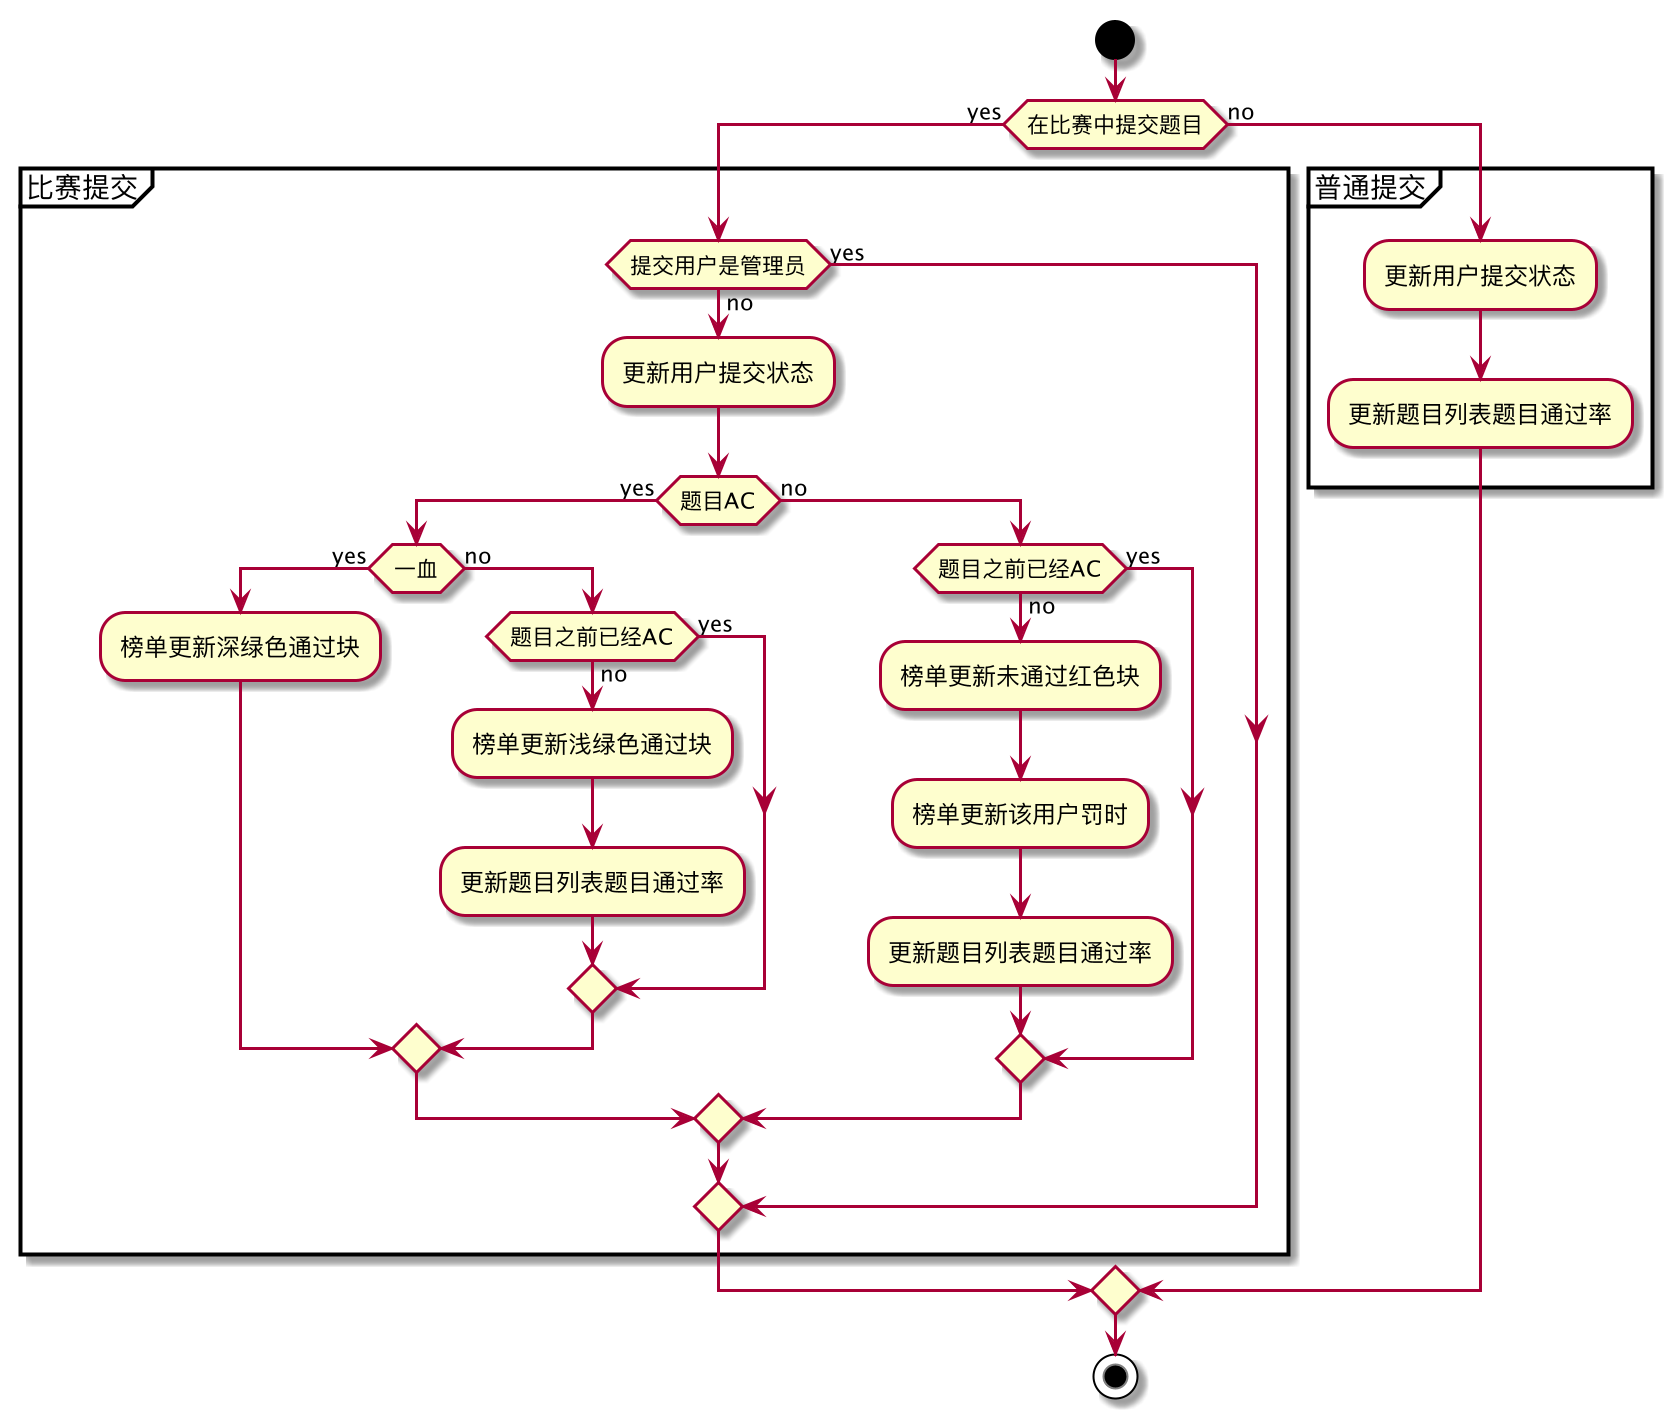 yes
在比赛中提交题目
no
比赛提交
普通提交
提交用户是管理员
yes
更新用户提交状态
no
更新用户提交状态
更新题目列表题目通过率
yes
题目AC
no
yes
一血
no
题目之前已经AC
yes
no
榜单更新深绿色通过块
题目之前已经AC
yes
no
榜单更新未通过红色块
榜单更新浅绿色通过块
榜单更新该用户罚时
更新题目列表题目通过率
更新题目列表题目通过率